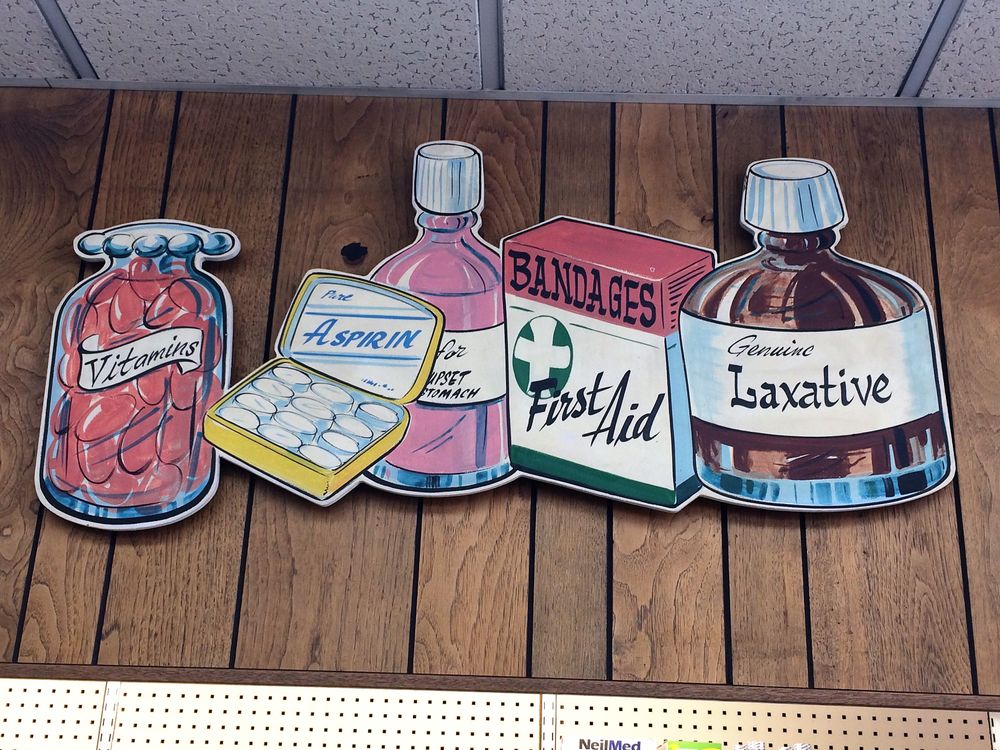 Vitamins
Pure
ASPIRIN
for
UPSET
STOMACH
BANDAGES
First Aid
Genuine
Laxative
NeilMed